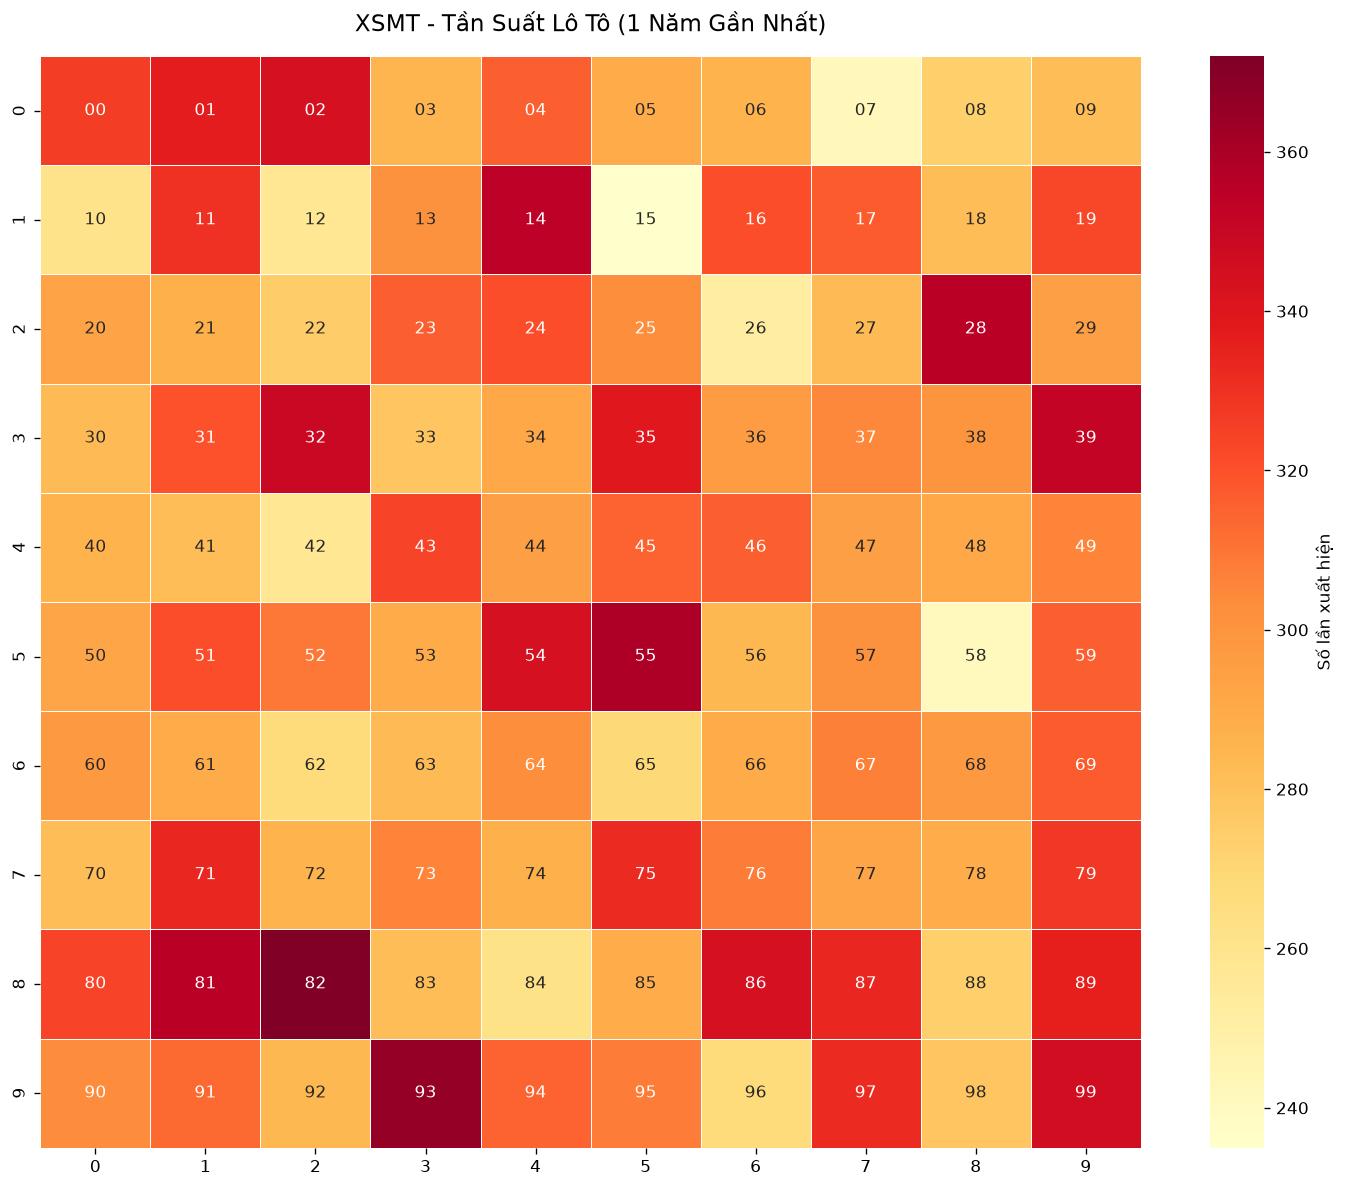 XSMT - Tần Suất Lô Tô (1 Năm Gần Nhất)
0 00 01 02 03 04 05 06 07 08 09
1 10 11 12 13 14 15 16 17 18 19
2 20 21 22 23 24 25 26 27 28 29
3 30 31 32 33 34 35 36 37 38 39
4 40 41 42 43 44 45 46 47 48 49
5 50 51 52 53 54 55 56 57 58 59
6 60 61 62 63 64 65 66 67 68 69
7 70 71 72 73 74 75 76 77 78 79
8 80 81 82 83 84 85 86 87 88 89
9 90 91 92 93 94 95 96 97 98 99
0 1 2 3 4 5 6 7 8 9
360
340
320
300
280
260
240
Số lần xuất hiện